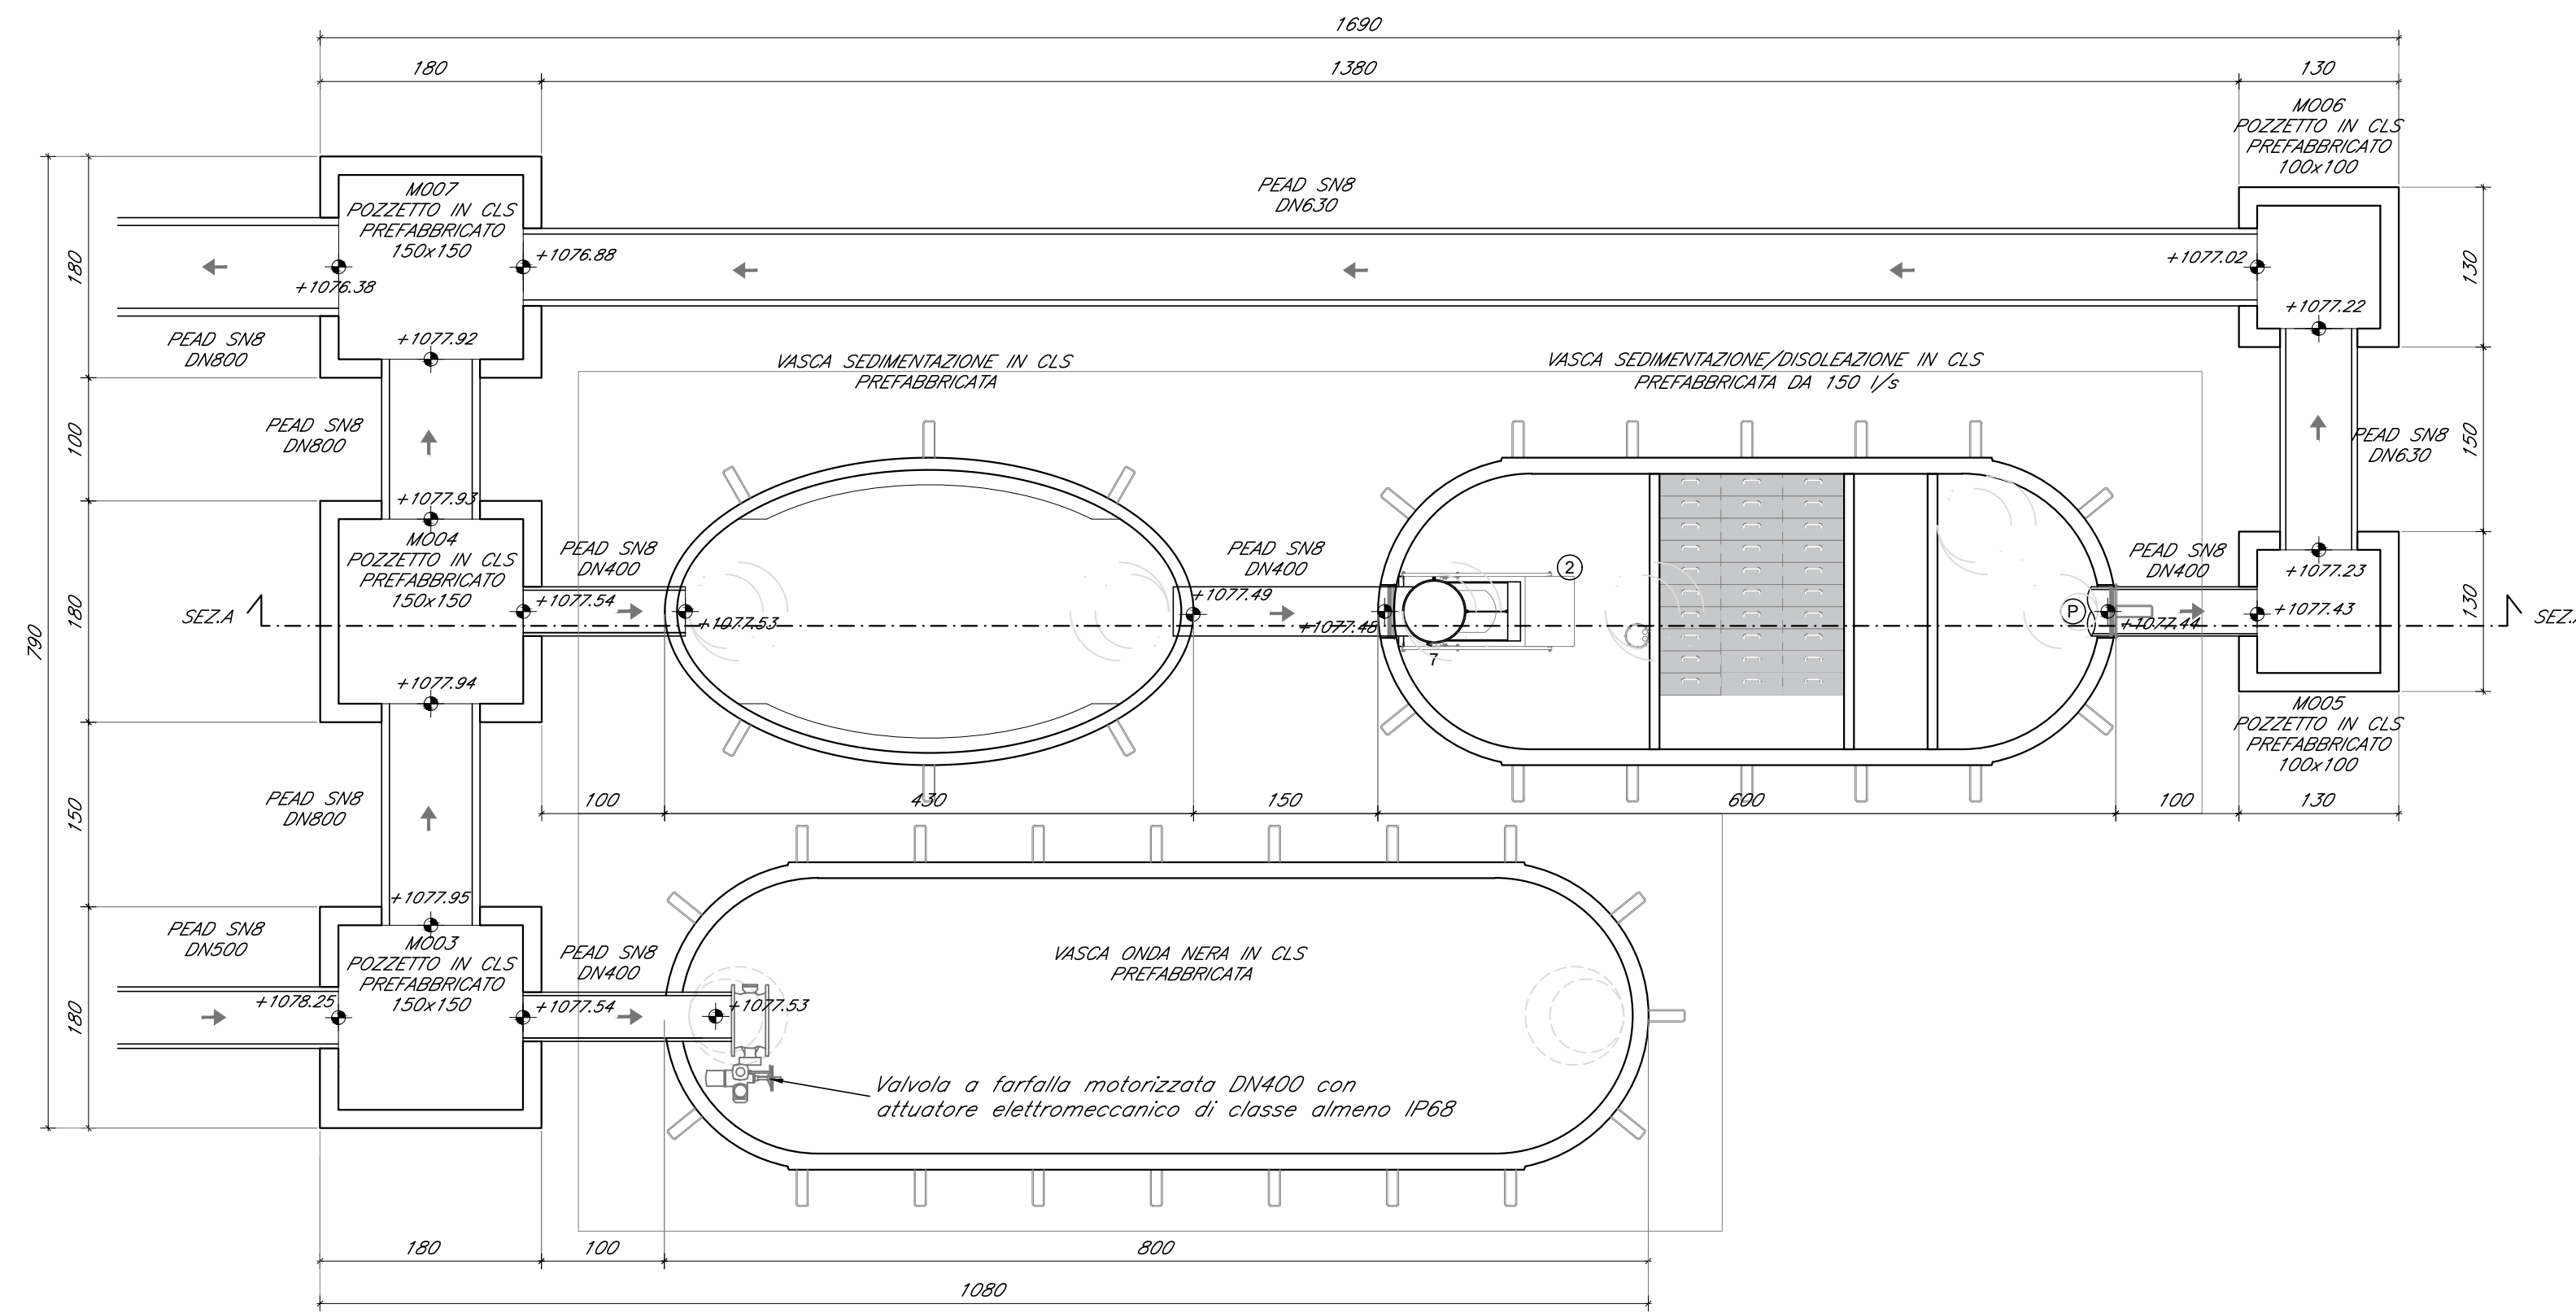 1690
180
1380
130
M006
POZZETTO IN CLS
PREFABBRICATO
100x100
M007
POZZETTO IN CLS
PREFABBRICATO
150x150
PEAD SN8
DN630
+1076.88
+1077.02
+1076.38
+1077.22
+1077.92
180
130
PEAD SN8
DN800
VASCA SEDIMENTAZIONE IN CLS
PREFABBRICATA
VASCA SEDIMENTAZIONE/DISOLEAZIONE IN CLS
PREFABBRICATA DA 150 l/s
100
PEAD SN8
DN800
150
PEAD SN8
DN630
+1077.93
M004
POZZETTO IN CLS
PREFABBRICATO
150x150
PEAD SN8
DN400
PEAD SN8
DN400
2
PEAD SN8
DN400
+1077.23
790
180
SEZ.A
+1077.54
+1077.53
+1077.49
+1077.48
7
P
+1077.44
+1077.43
130
+1077.94
M005
POZZETTO IN CLS
PREFABBRICATO
100x100
150
PEAD SN8
DN800
100
430
150
600
100
130
+1077.95
PEAD SN8
DN500
M003
POZZETTO IN CLS
PREFABBRICATO
150x150
PEAD SN8
DN400
VASCA ONDA NERA IN CLS
PREFABBRICATA
180
+1078.25
+1077.54
+1077.53
Valvola a farfalla motorizzata DN400 con
attuatore elettromeccanico di classe almeno IP68
180
100
800
1080